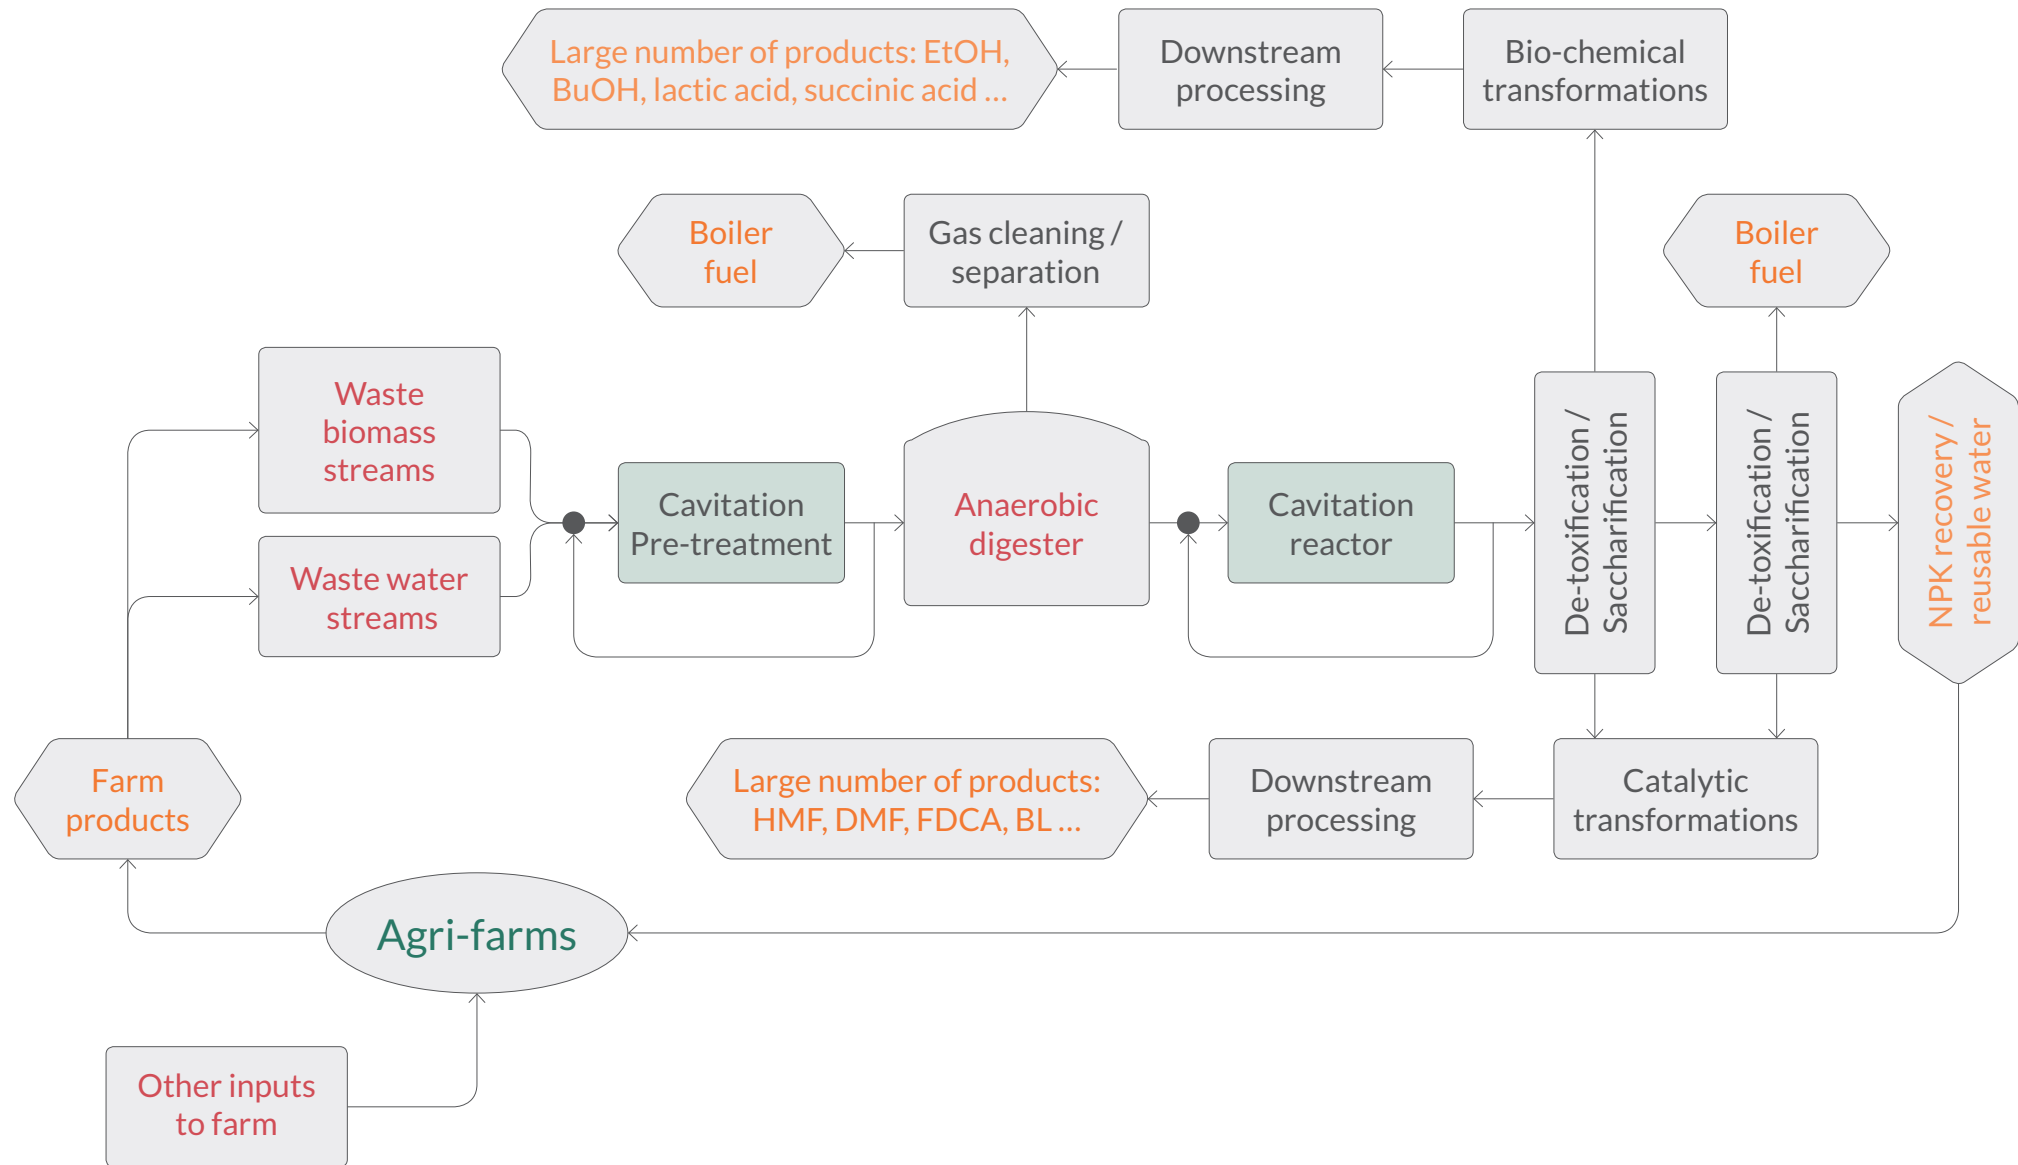 Large number of products: EtOH,
BuOH, lactic acid, succinic acid ...
Downstream
processing
Bio-chemical
transformations
Boiler
fuel
Gas cleaning /
separation
Boiler
fuel
Waste
biomass
streams
Waste water
streams
Cavitation
Pre-treatment
Anaerobic
digester
Cavitation
reactor
De-toxification /
Saccharification
De-toxification /
Saccharification
NPK recovery /
reusable water
Farm
products
Large number of products:
HMF, DMF, FDCA, BL ...
Downstream
processing
Catalytic
transformations
Agri-farms
Other inputs
to farm